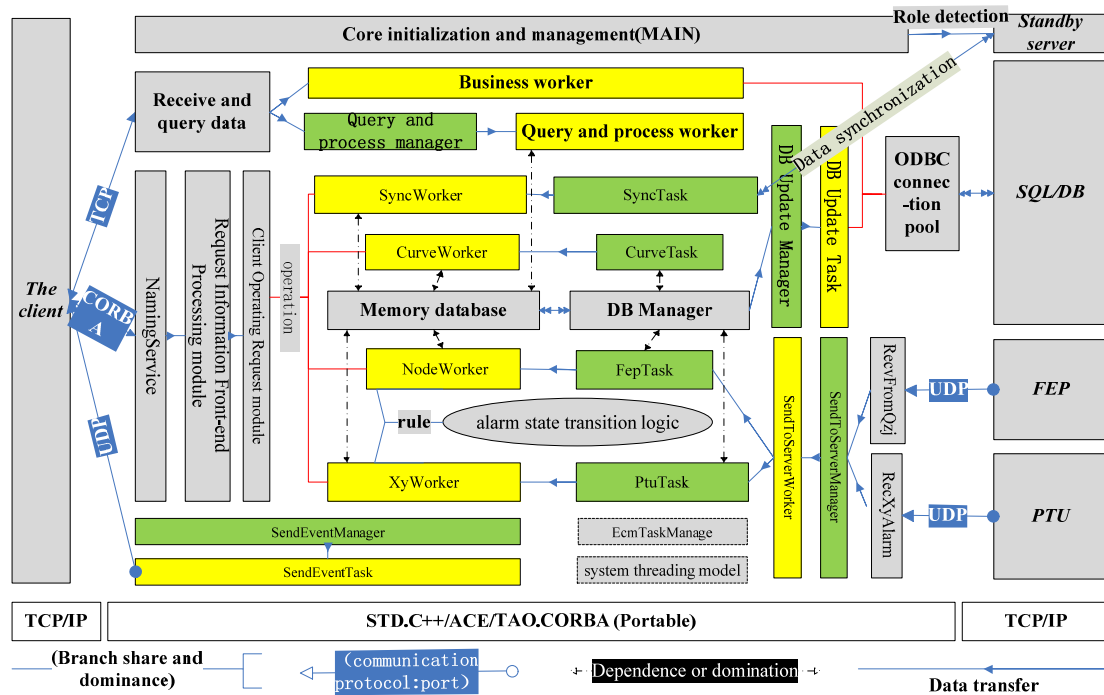 Role detection
Core initialization and management(MAIN)
Standby
server
Receive and
query data
Business worker
Query and
process manager
Query and process worker
Data synchronization
TCP
SyncWorker
SyncTask
DB Update Manager
DB Update Task
ODBC
connec
-tion
pool
SQL/DB
CurveWorker
CurveTask
operation
The
client
CORB
A
NamingService
Request Information Front-end
Processing module
Client Operating Request module
Memory database
DB Manager
NodeWorker
FepTask
RecvFromQzj
UDP
FEP
UDP
rule
alarm state transition logic
SendToServerWorker
SendToServerManager
XyWorker
PtuTask
RecXyAlarm
UDP
PTU
SendEventManager
EcmTaskManage
SendEventTask
system threading model
TCP/IP
STD.C++/ACE/TAO.CORBA (Portable)
TCP/IP
(Branch share and
dominance)
(communication
protocol:port)
Dependence or domination
Data transfer